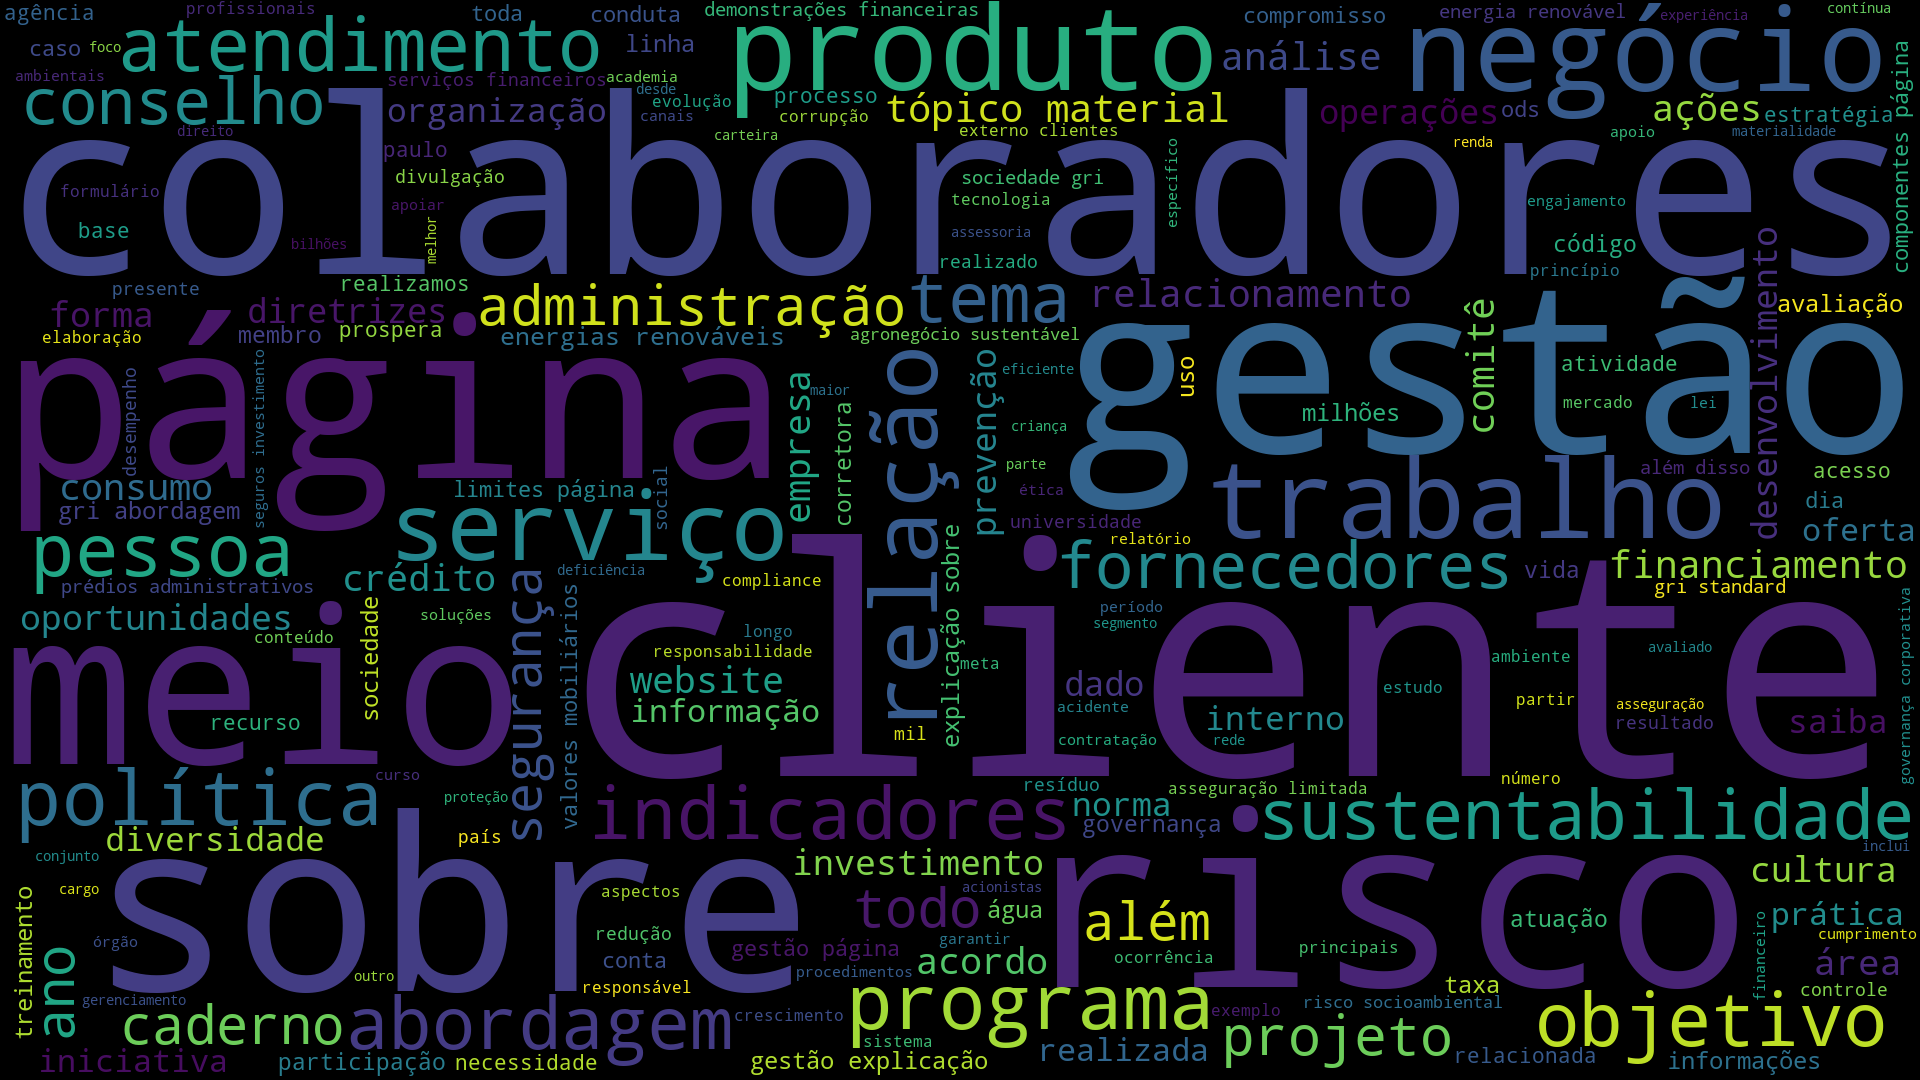 agência
profissionais
toda
conduta
demonstrações financeiras
compromisso
energia renovável
experiência
contínua
caso
foco
atendimento
linha
produto
análise
negócio
ambientais
serviços financeiros
academia
desde
conselho
organização
evolução
canais
processo
corrupção
tópico material
operações
ods
ações
estratégia
componentes página
direito
carteira
externo clientes
apoio
materialidade
renda
colaboradores
paulo
divulgação
formulário
apoiar
base
bilhões
melhor
sociedade gri
tecnologia
específico
assessoria
realizado
engajamento
código
princípio
presente
realizamos
forma
diretrizes
administração
tema
relacionamento
comitê
desenvolvimento
avaliação
elaboração
membro
prospera
energias renováveis
agronegócio sustentável
página
gestão
desempenho
seguros investimento
empresa
maior
corretora
relação
prevenção
eficiente
uso
atividade
milhões
mercado
lei
criança
consumo
gri abordagem
limites página
social
parte
ética
trabalho
além disso
acesso
dia
pessoa
serviço
universidade
relatório
oferta
prédios administrativos
crédito
deficiência
compliance
fornecedores
vida
financiamento
gri standard
oportunidades
conteúdo
sociedade
soluções
segurança
valores mobiliários
longo
responsabilidade
explicação sobre
período
segmento
governança corporativa
meio
cliente
website
meta
dado
ambiente
avaliado
recurso
informação
mil
acidente
interno
estudo
partir
asseguração
resultado
saiba
contratação
rede
política
curso
proteção
indicadores
resíduo
asseguração limitada
número
norma
governança
sustentabilidade
diversidade
país
conjunto
inclui
sobre
risco
investimento
cultura
cargo
aspectos
acionistas
treinamento
todo
água
além
atuação
prática
órgão
redução
gestão página
garantir
principais
financeiro
cumprimento
ano
outro
conta
procedimentos
acordo
ocorrência
área
gerenciamento
responsável
programa
taxa
controle
caderno
abordagem
crescimento
exemplo
risco socioambiental
objetivo
iniciativa
participação
necessidade
gestão explicação
sistema
realizada
projeto
relacionada
informações